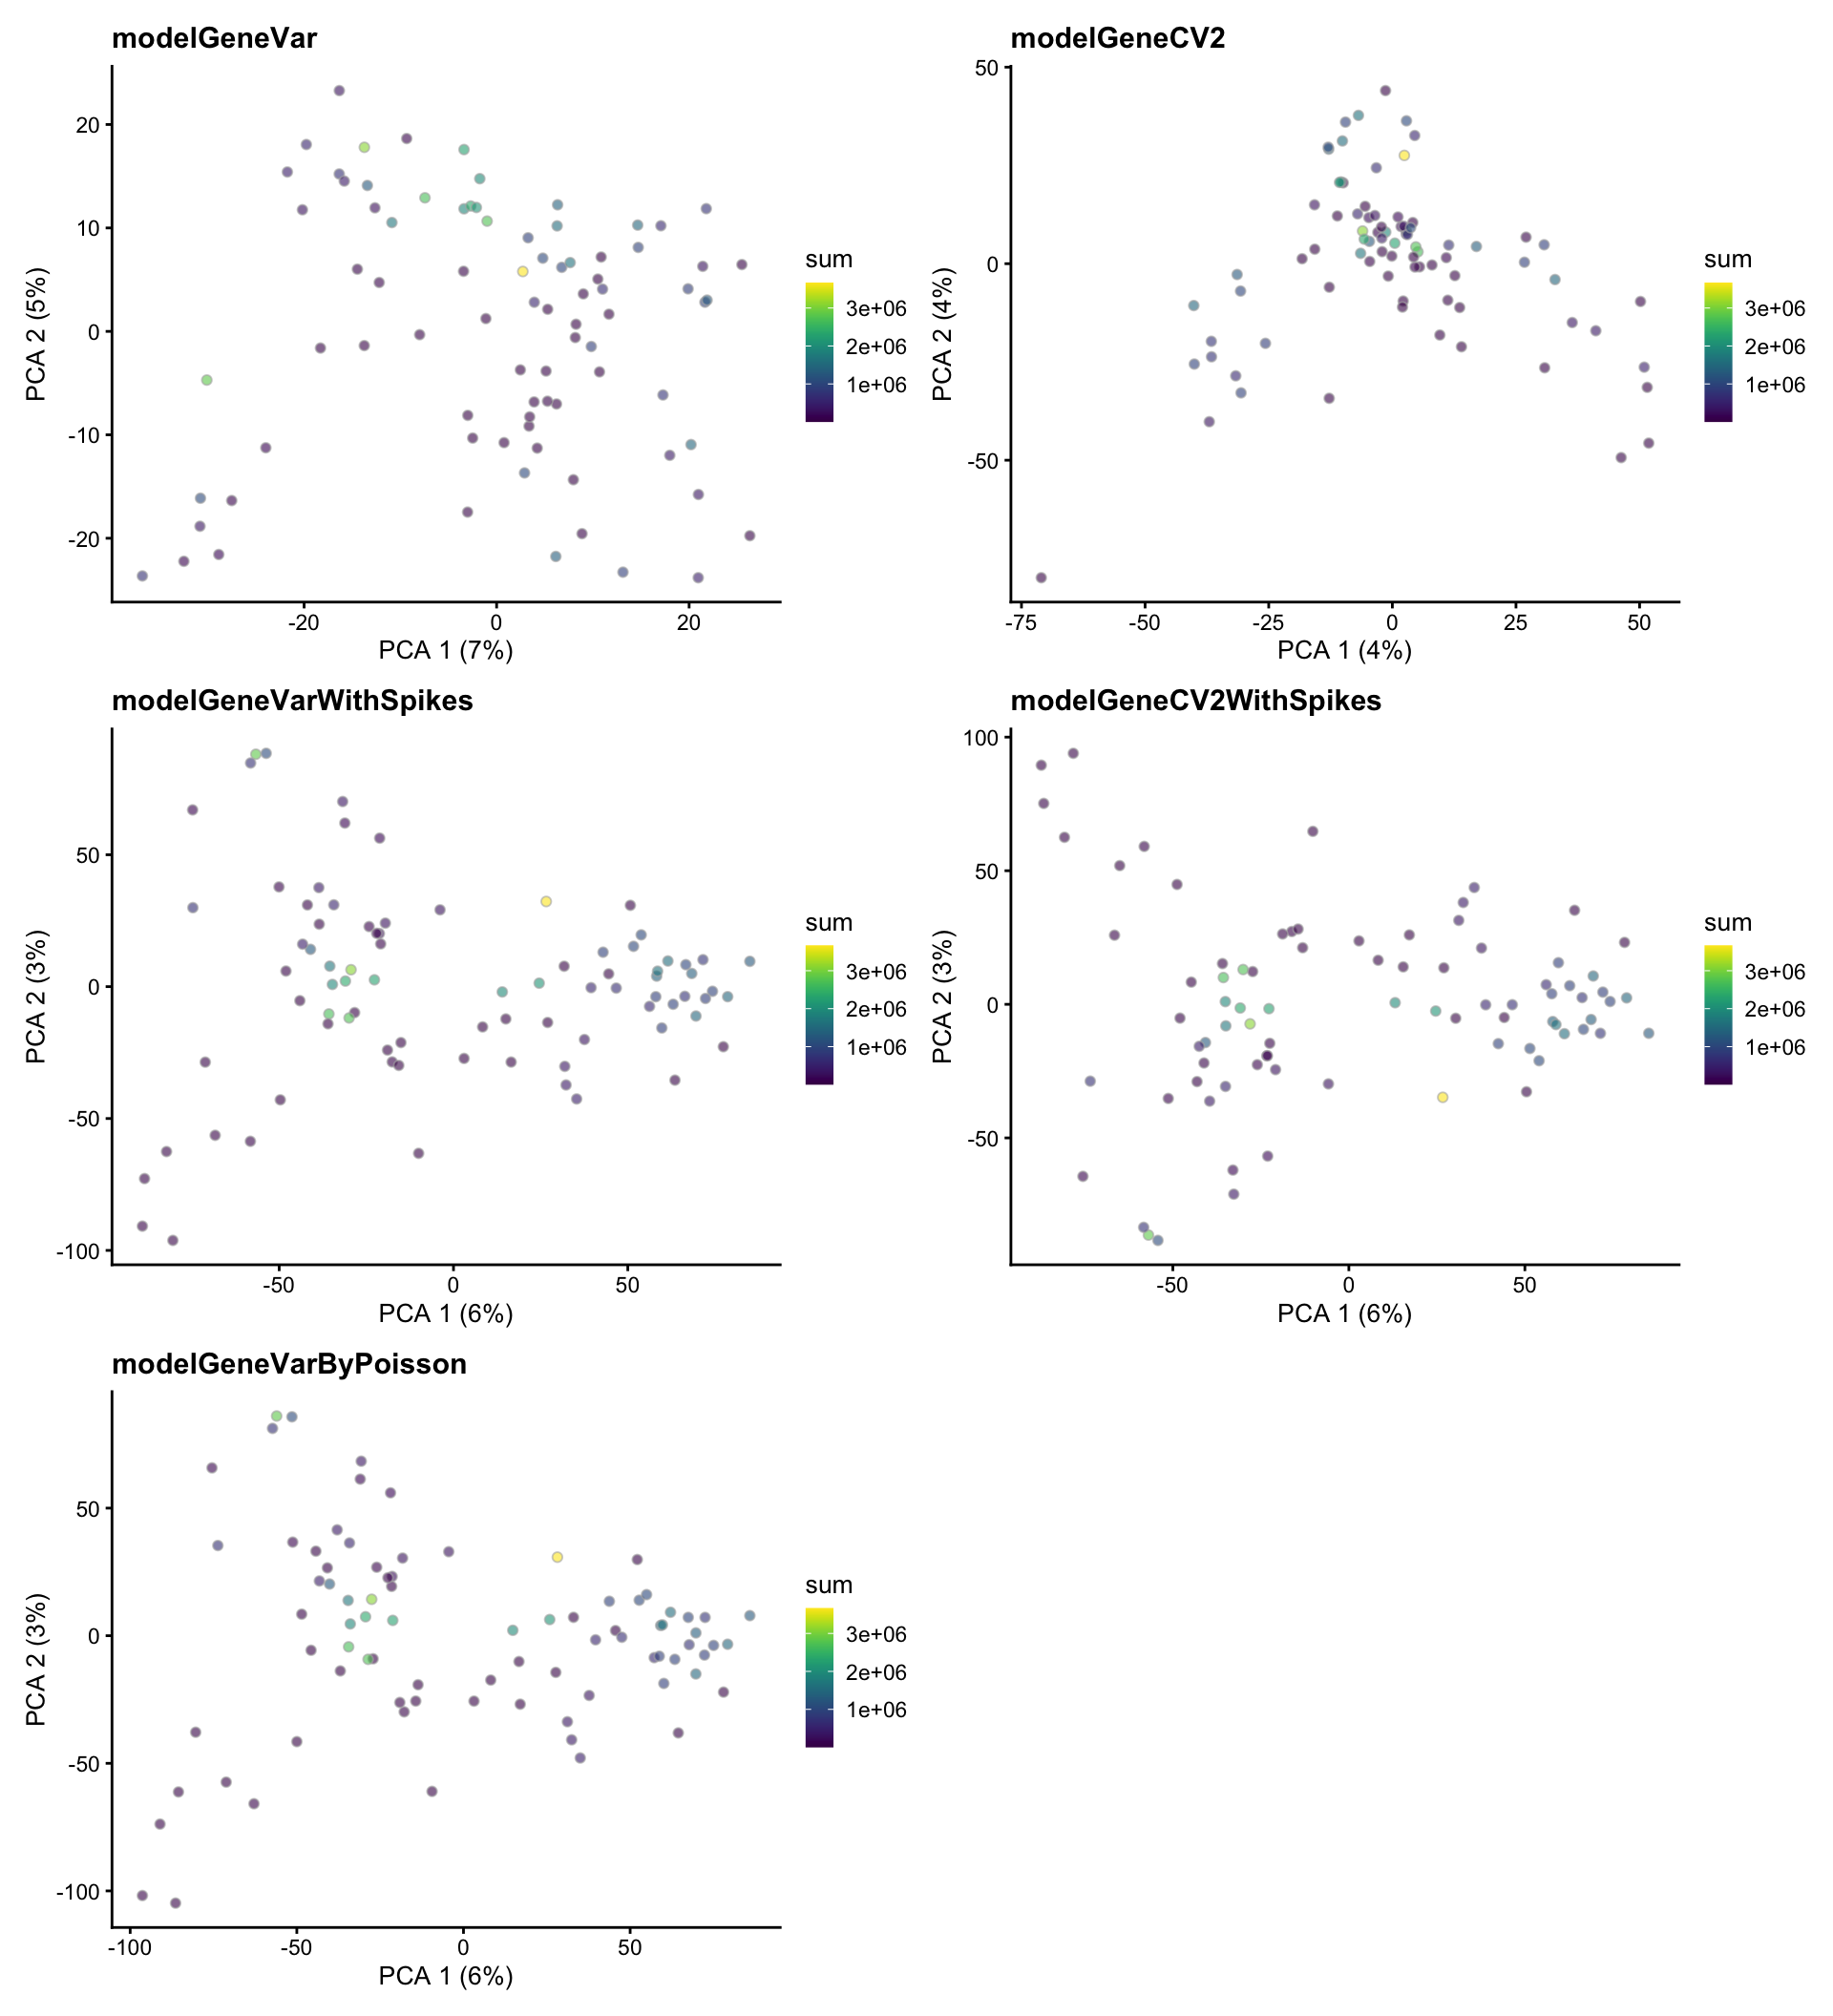 modelGeneVar
20
10
0
-10
-20
PCA 2 (5%)
-20
0
20
PCA 1 (7%)
sum
3e+06
2e+06
1e+06
modelGeneCV2
50
0
-50
PCA 2 (4%)
-75
-50
-25
0
25
50
PCA 1 (4%)
sum
3e+06
2e+06
1e+06
modelGeneVarWithSpikes
50
0
-50
-100
PCA 2 (3%)
-50
0
50
PCA 1 (6%)
sum
3e+06
2e+06
1e+06
modelGeneCV2WithSpikes
100
50
0
-50
PCA 2 (3%)
-50
0
50
PCA 1 (6%)
sum
3e+06
2e+06
1e+06
modelGeneVarByPoisson
50
0
-50
-100
PCA 2 (3%)
-100
-50
0
50
PCA 1 (6%)
sum
3e+06
2e+06
1e+06